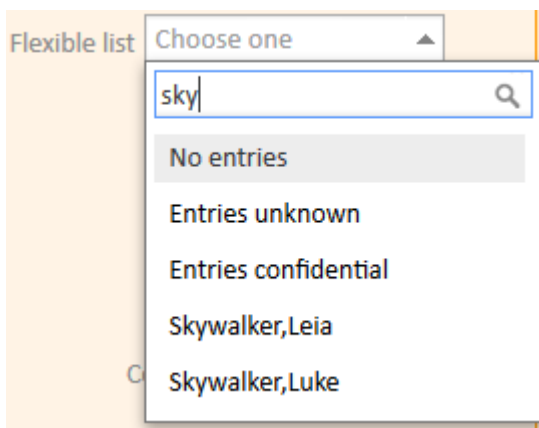 Flexible list Choose one
sky
No entries
Entries unknown
Entries confidential
Skywalker,Leia
Skywalker,Luke